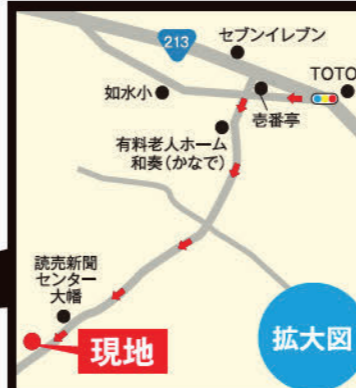 セブンイレブン
213
TOTO
如水小
壱番亭
有料老人ホーム
和奏(かなで)
読売新聞
センター
大幡
現地
拡大図